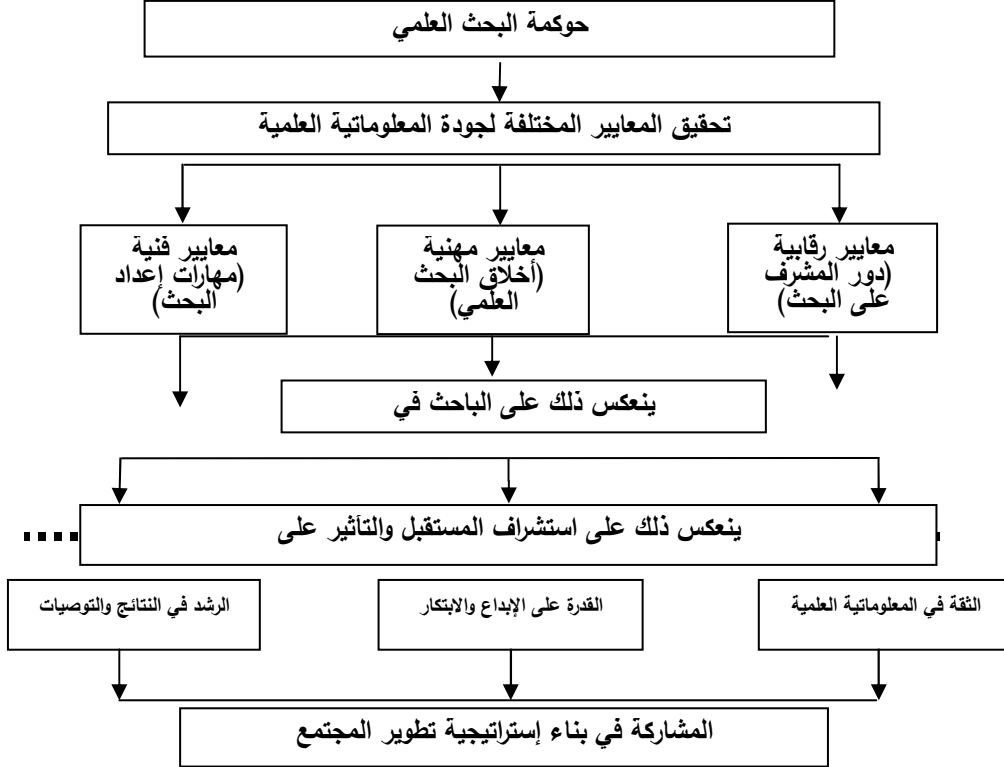 حوكمة البحث العلمي
تحقيق المعايير المختلفة لجودة المعلوماتية العلمية
معايير رقابية
(دور المشرف
على البحث)
معايير مهنية
(أخلاق البحث
العلمي)
معايير فنية
(مهارات إعداد
البحث)
ينعكس ذلك على الباحث في
ينعكس ذلك على استشراف المستقبل والتأثير على
الثقة في المعلوماتية العلمية
القدرة على الإبداع والابتكار
الرشد في النتائج والتوصيات
المشاركة في بناء إستراتيجية تطوير المجتمع